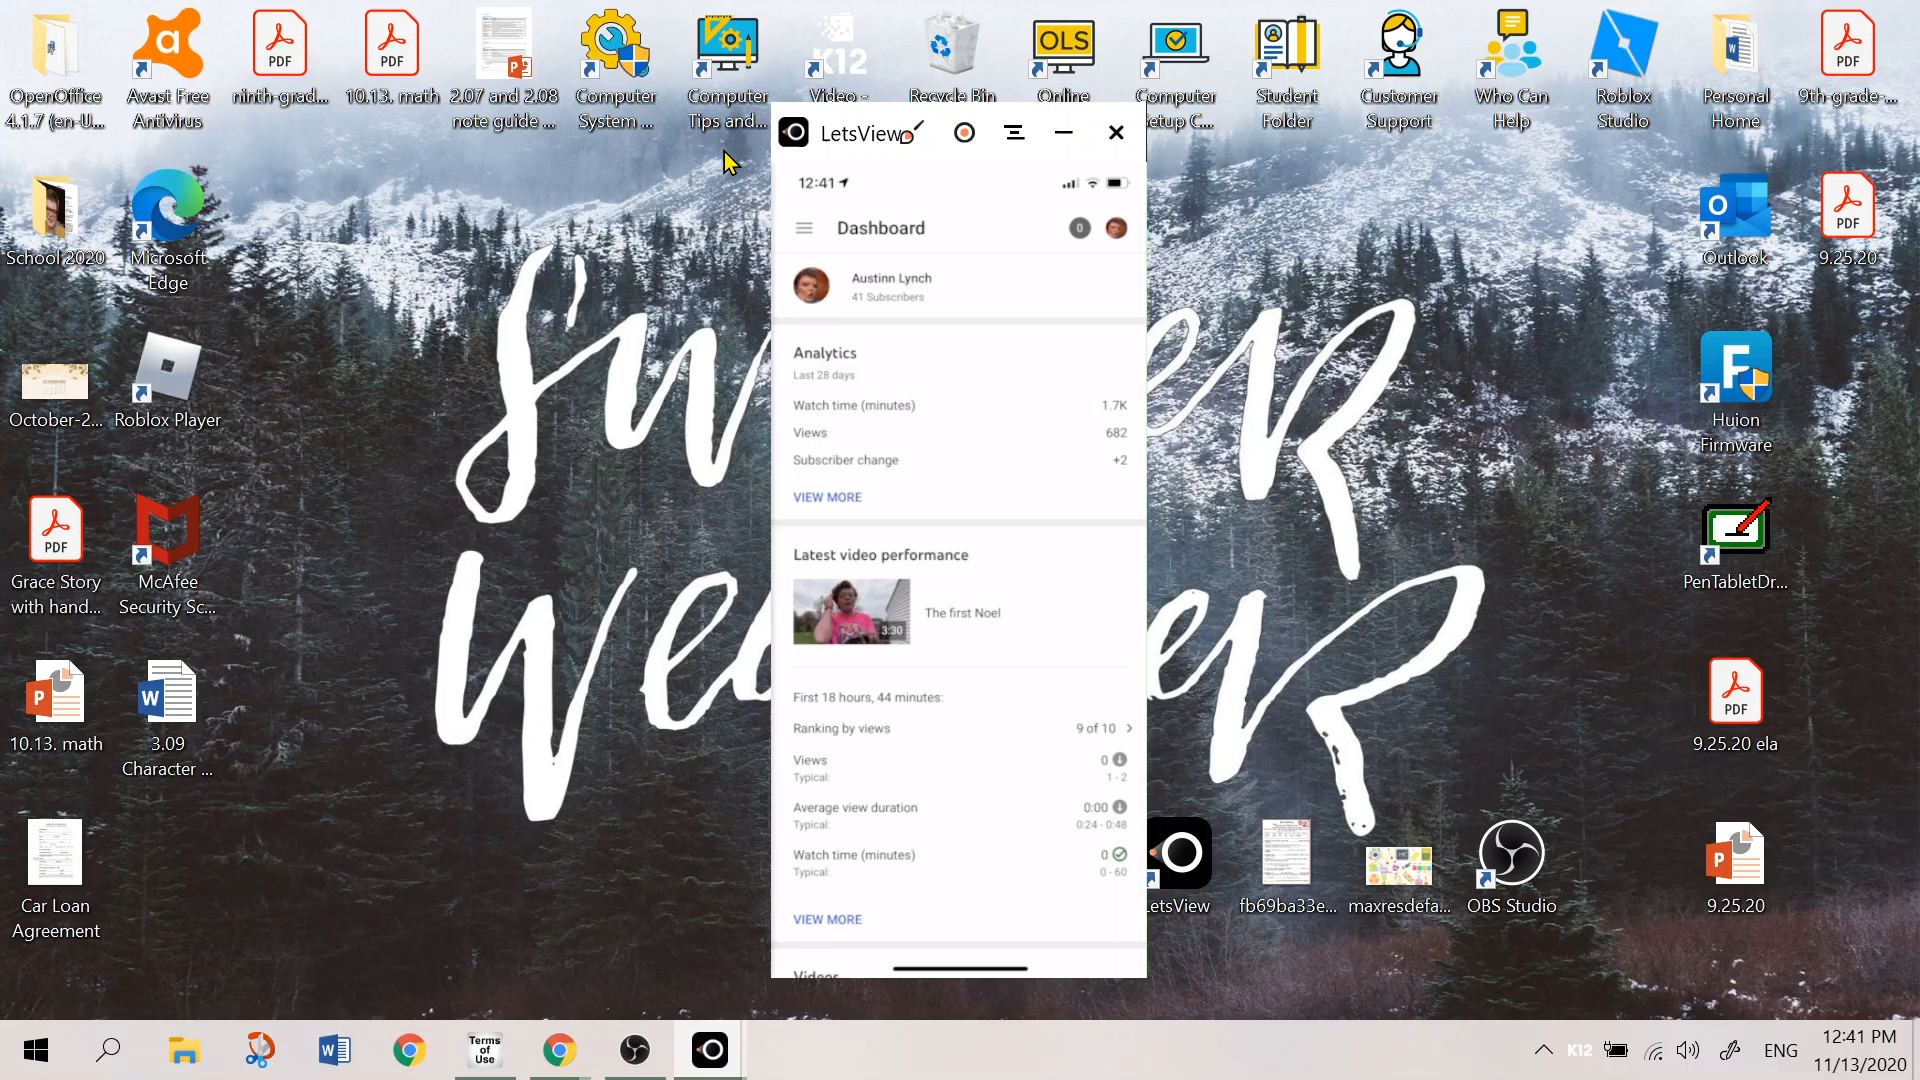 OpenOffice 4.1.7 (en-U...
Avast Free Antivirus
PDF
ninth-grad...
PDF
10.13. math
2.07 and 2.08 note guide ...
Computer System ...
Computer Tips and...
K12
Video -
Recycle Bin
OLS
Online
Computer Setup C...
Student Folder
Customer Support
Who Can Help
Roblox Studio
Personal Home
PDF
9th-grade-...
School 2020
Microsoft Edge
Outlook
PDF
9.25.20
October-2...
Roblox Player
Huion Firmware
PDF
Grace Story with hand...
McAfee Security Sc...
PenTabletDr...
10.13. math
3.09 Character ...
PDF
9.25.20 ela
Car Loan Agreement
LetsView
fb69ba33e...
maxresdefa...
OBS Studio
9.25.20
LetsView
12:41
Dashboard
0
Austinn Lynch
41 Subscribers
Analytics
Last 28 days
Watch time (minutes) 1.7K
Views 682
Subscriber change +2
VIEW MORE
Latest video performance
3:30
The first Noel
First 18 hours, 44 minutes:
Ranking by views 9 of 10
Views 0
Typical: 1 - 2
Average view duration 0:00
Typical: 0:24 - 0:48
Watch time (minutes) 0
Typical: 0 - 60
VIEW MORE
Videos
Terms of Use
K12
ENG
12:41 PM
11/13/2020